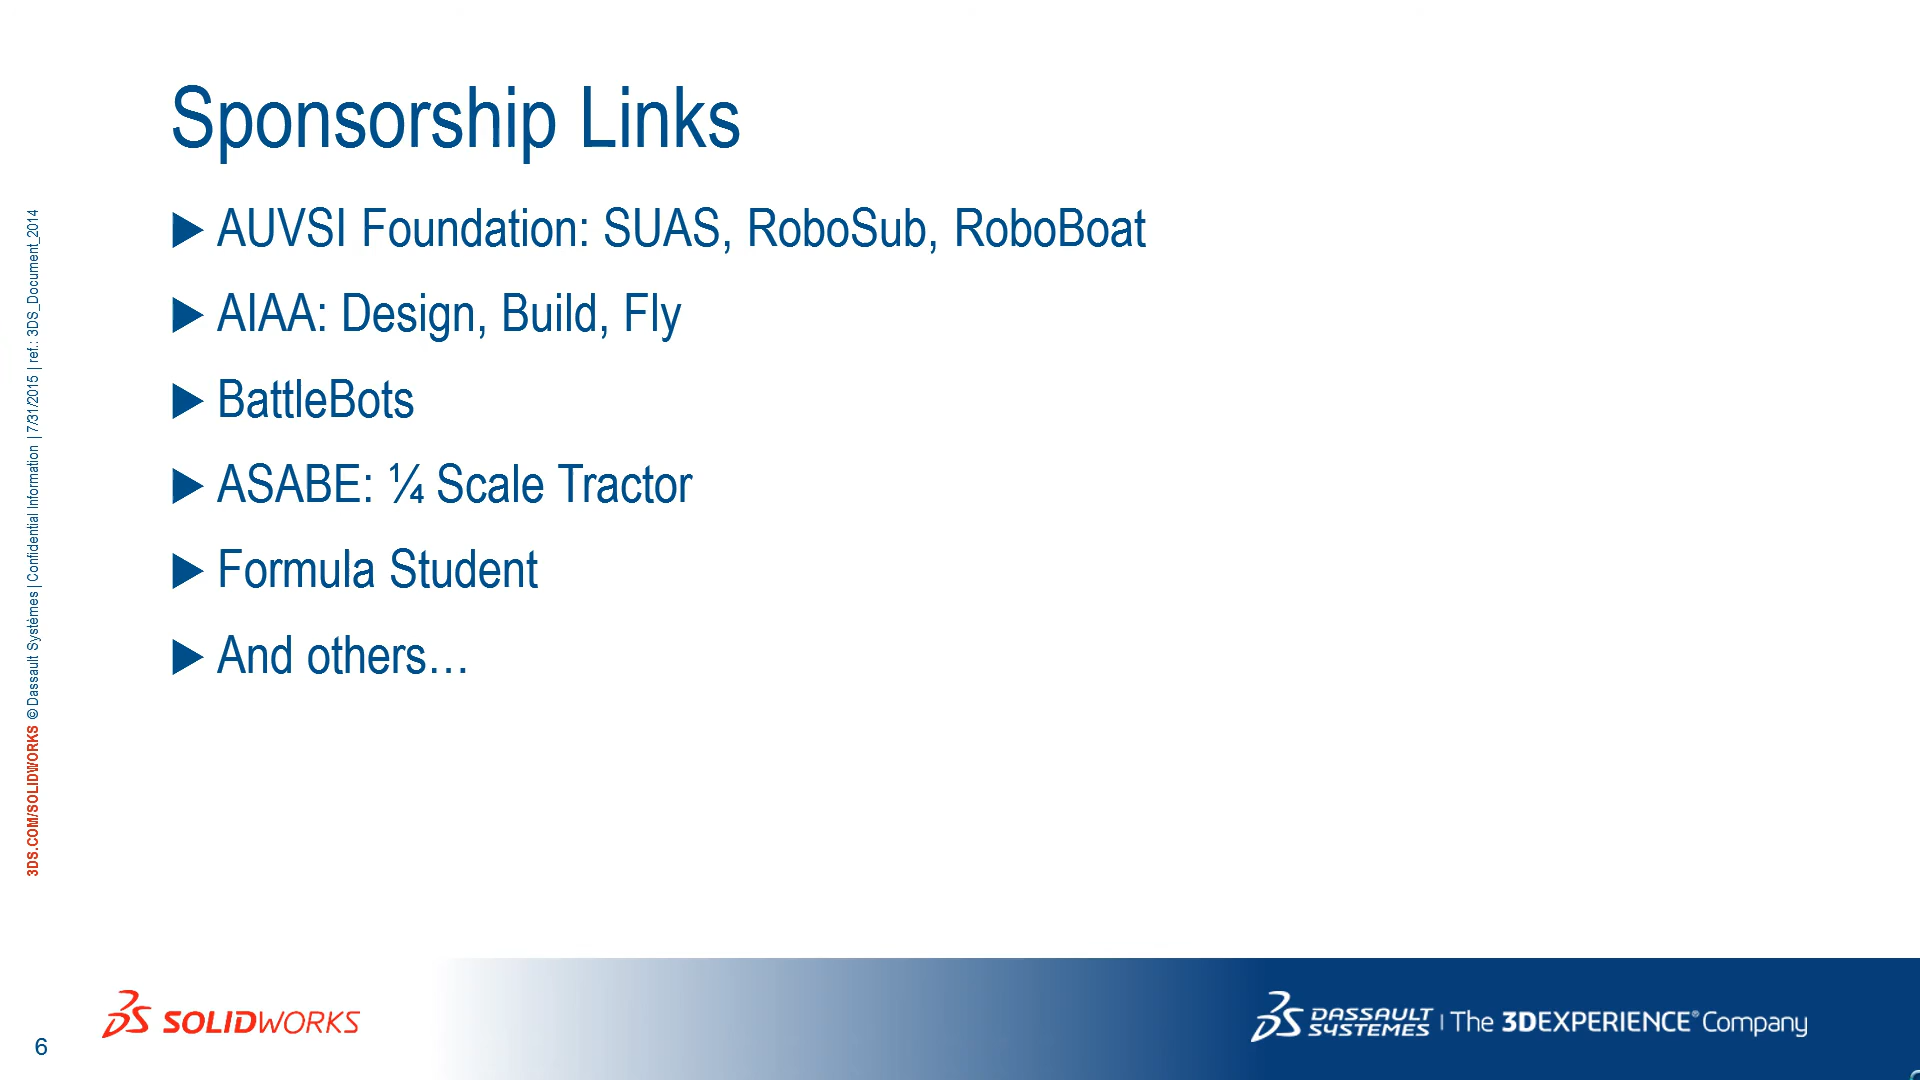 Sponsorship Links
▶ AUVSI Foundation: SUAS, RoboSub, RoboBoat
▶ AIAA: Design, Build, Fly
▶ BattleBots
▶ ASABE: ¼ Scale Tractor
▶ Formula Student
▶ And others…
3DS.COM/SOLIDWORKS © Dassault Systèmes | Confidential Information | 7/31/2015 | ref.: 3DS_Document_2014
SOLIDWORKS
DASSAULT SYSTEMES | The 3DEXPERIENCE® Company
6